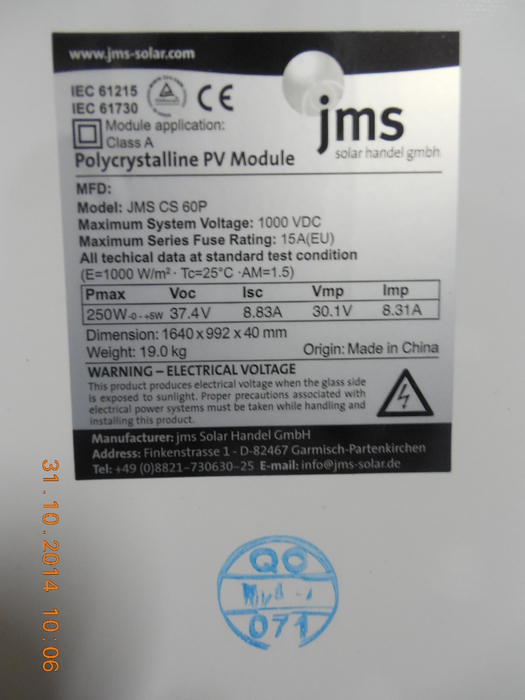 www.jms-solar.com
IEC 61215
IEC 61730
CE
Module application:
Class A
jms
solar handel gmbh
Polycrystalline PV Module
MFD:
Model: JMS CS 60P
Maximum System Voltage: 1000 VDC
Maximum Series Fuse Rating: 15A(EU)
All techical data at standard test condition
(E=1000 W/m² · Tc=25°C ·AM=1.5)
Pmax Voc Isc Vmp Imp
250W -0 - +5W 37.4V 8.83A 30.1V 8.31A
Dimension: 1640 x 992 x 40 mm
Weight: 19.0 kg Origin: Made in China
WARNING – ELECTRICAL VOLTAGE
This product produces electrical voltage when the glass side
is exposed to sunlight. Proper precautions associated with
electrical power systems must be taken while handling and
installing this product.
Manufacturer: jms Solar Handel GmbH
Address: Finkenstrasse 1 - D-82467 Garmisch-Partenkirchen
Tel: +49 (0)8821–730630–25 E-mail: info@jms-solar.de
31.10.2014 10:06
071